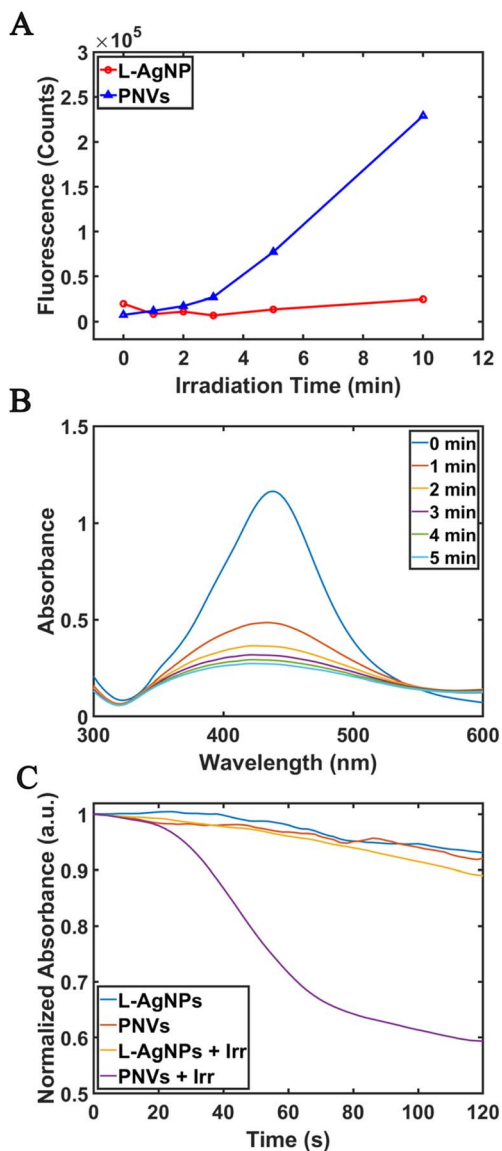 A
×10⁵
3
2.5
2
1.5
1
0.5
0
L-AgNP
PNVs
Fluorescence (Counts)
0 2 4 6 8 10 12
Irradiation Time (min)
B
1.5
1
0.5
0
0 min
1 min
2 min
3 min
4 min
5 min
Absorbance
300 400 500 600
Wavelength (nm)
C
1
0.9
0.8
0.7
0.6
0.5
Normalized Absorbance (a.u.)
L-AgNPs
PNVs
L-AgNPs + Irr
PNVs + Irr
0 20 40 60 80 100 120
Time (s)